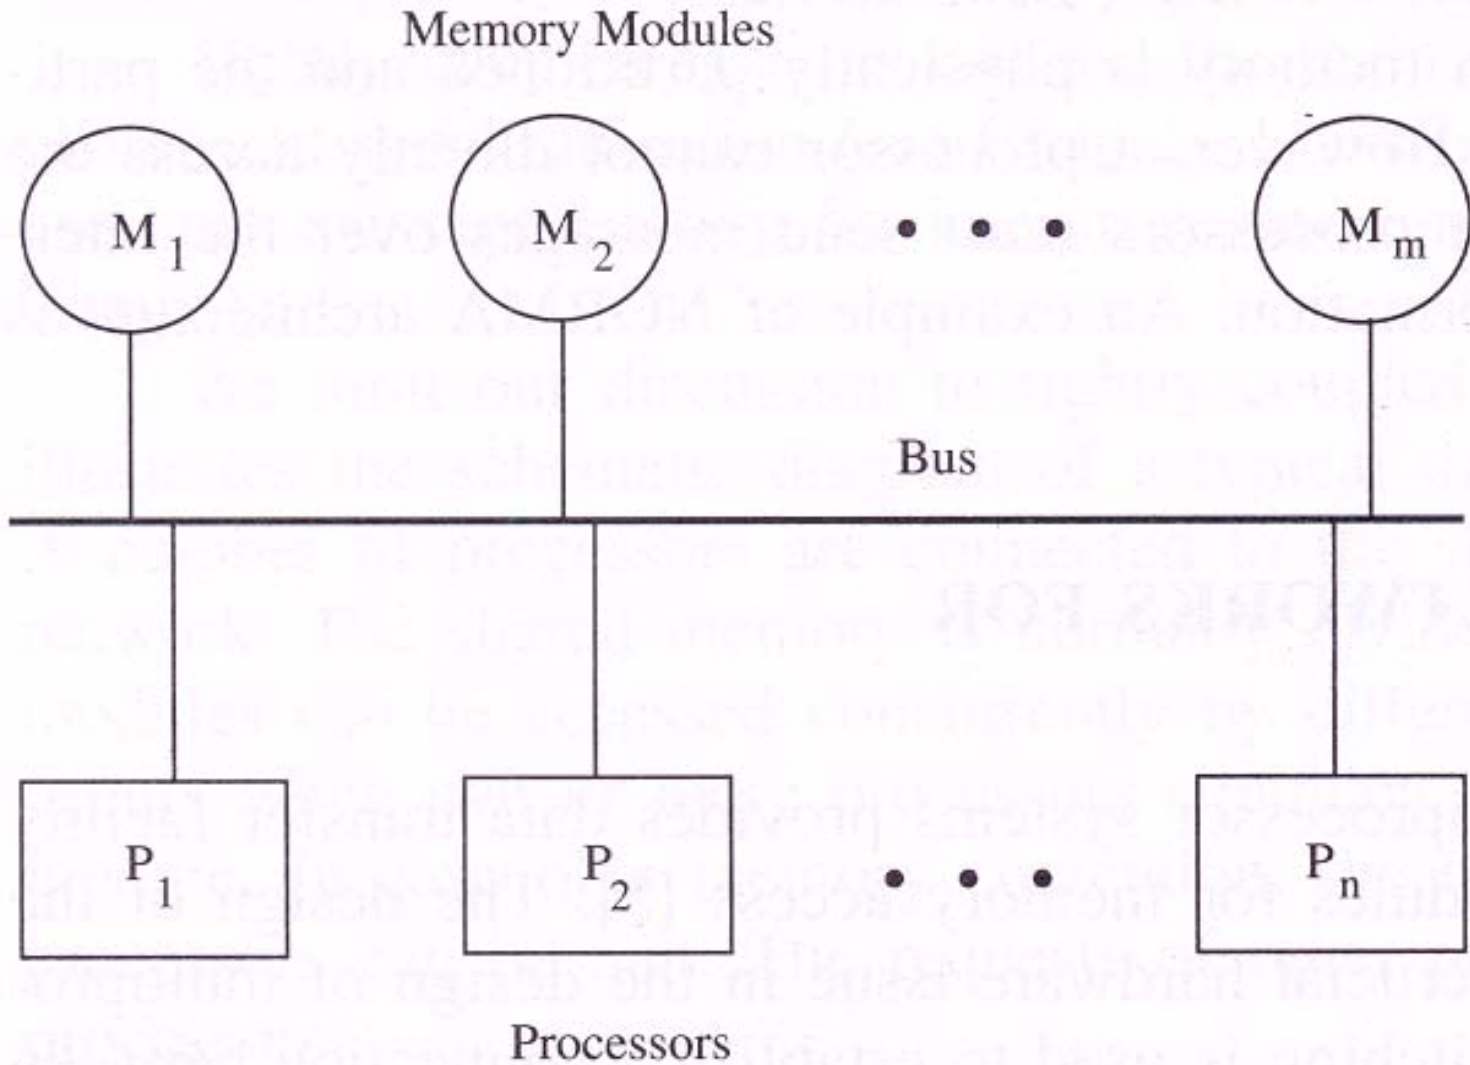 Memory Modules
M1 M2 • • • Mm
Bus
P1 P2 • • • Pn
Processors